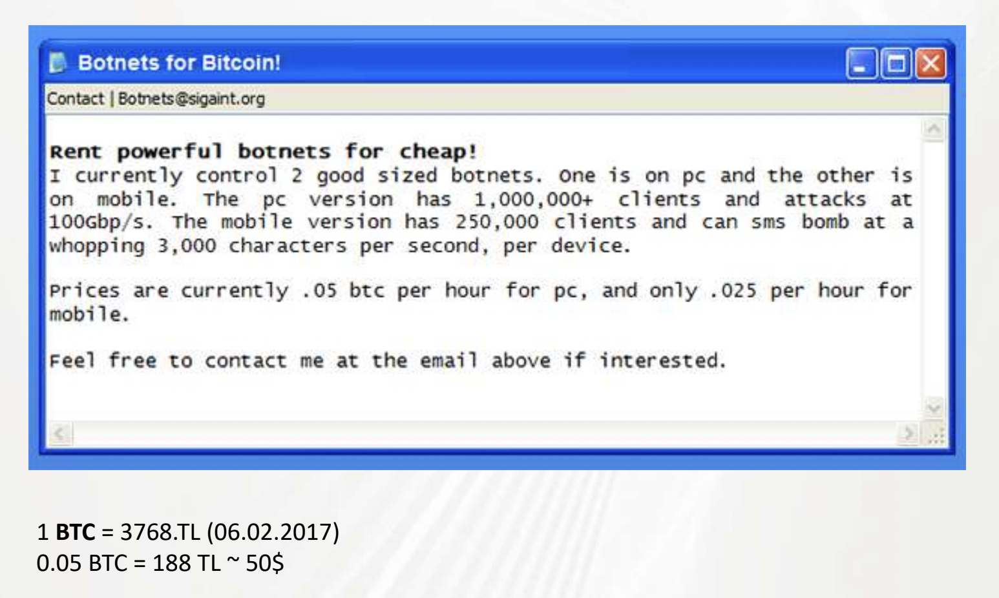 Botnets for Bitcoin!
Contact | Botnets@sigaint.org
Rent powerful botnets for cheap!
I currently control 2 good sized botnets. One is on pc and the other is
on mobile. The pc version has 1,000,000+ clients and attacks at
100Gbp/s. The mobile version has 250,000 clients and can sms bomb at a
whopping 3,000 characters per second, per device.
Prices are currently .05 btc per hour for pc, and only .025 per hour for
mobile.
Feel free to contact me at the email above if interested.
1 BTC = 3768.TL (06.02.2017)
0.05 BTC = 188 TL ~ 50$